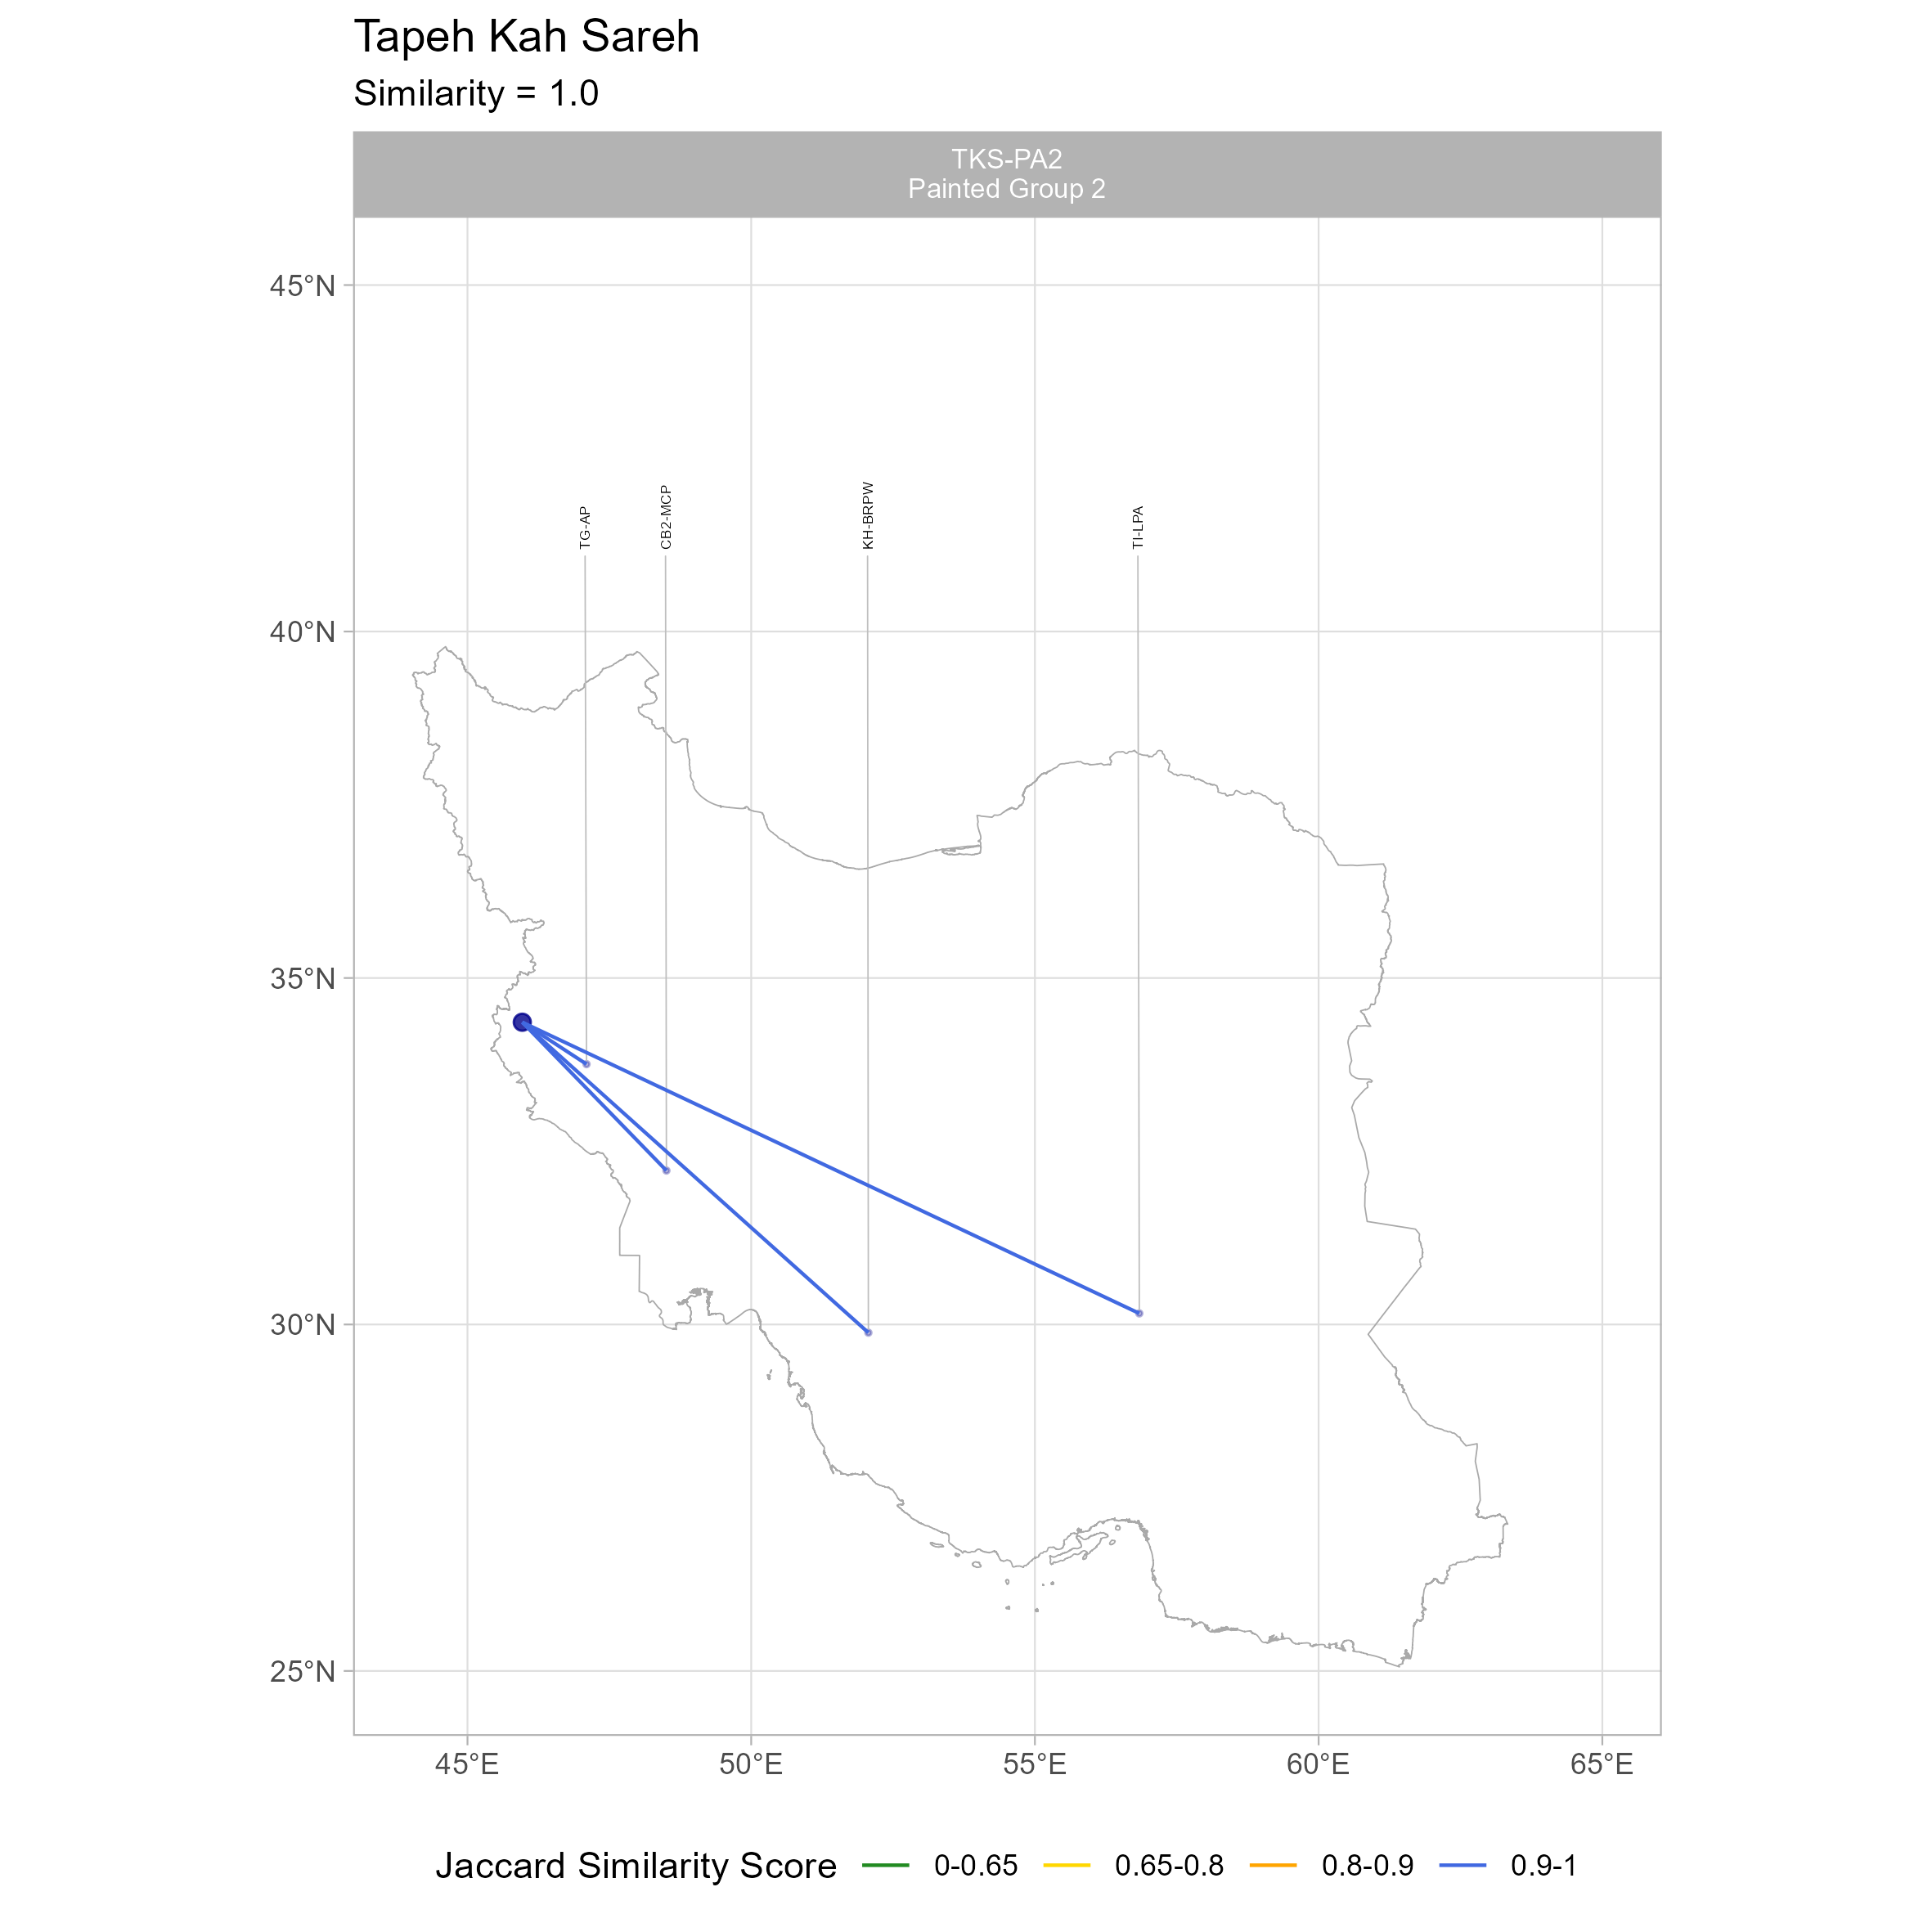 Tapeh Kah Sareh
Similarity = 1.0
TKS-PA2
Painted Group 2
45°N
40°N
35°N
30°N
25°N
TG-AP
CB2-MCP
KH-BRPW
TI-LPA
45°E
50°E
55°E
60°E
65°E
Jaccard Similarity Score 0-0.65 0.65-0.8 0.8-0.9 0.9-1